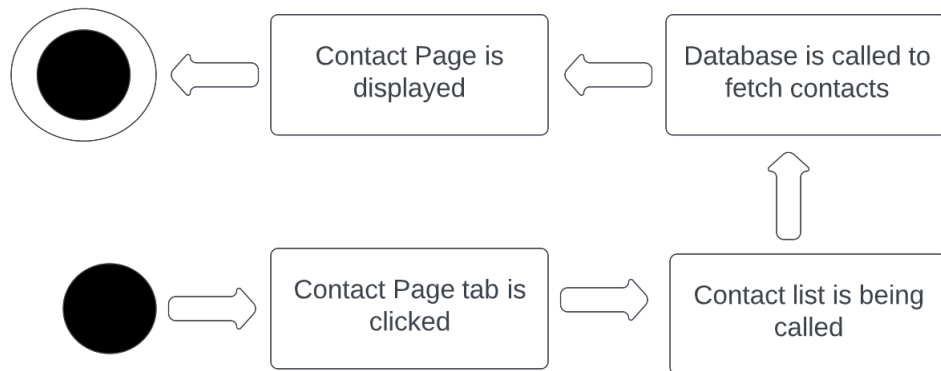 Contact Page is
displayed
Database is called to
fetch contacts
Contact Page tab is
clicked
Contact list is being
called